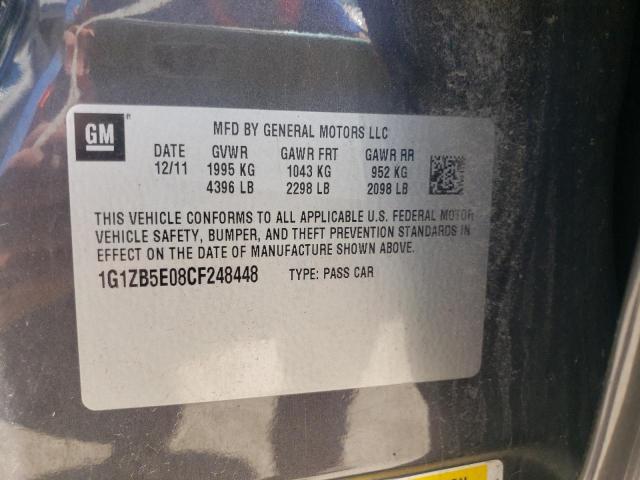 GM
MFD BY GENERAL MOTORS LLC
DATE GVWR GAWR FRT GAWR RR
12/11 1995 KG 1043 KG 952 KG
4396 LB 2298 LB 2098 LB
THIS VEHICLE CONFORMS TO ALL APPLICABLE U.S. FEDERAL MOTOR
VEHICLE SAFETY, BUMPER, AND THEFT PREVENTION STANDARDS IN
EFFECT ON THE DATE OF MANUFACTURE SHOWN ABOVE.
1G1ZB5E08CF248448 TYPE: PASS CAR